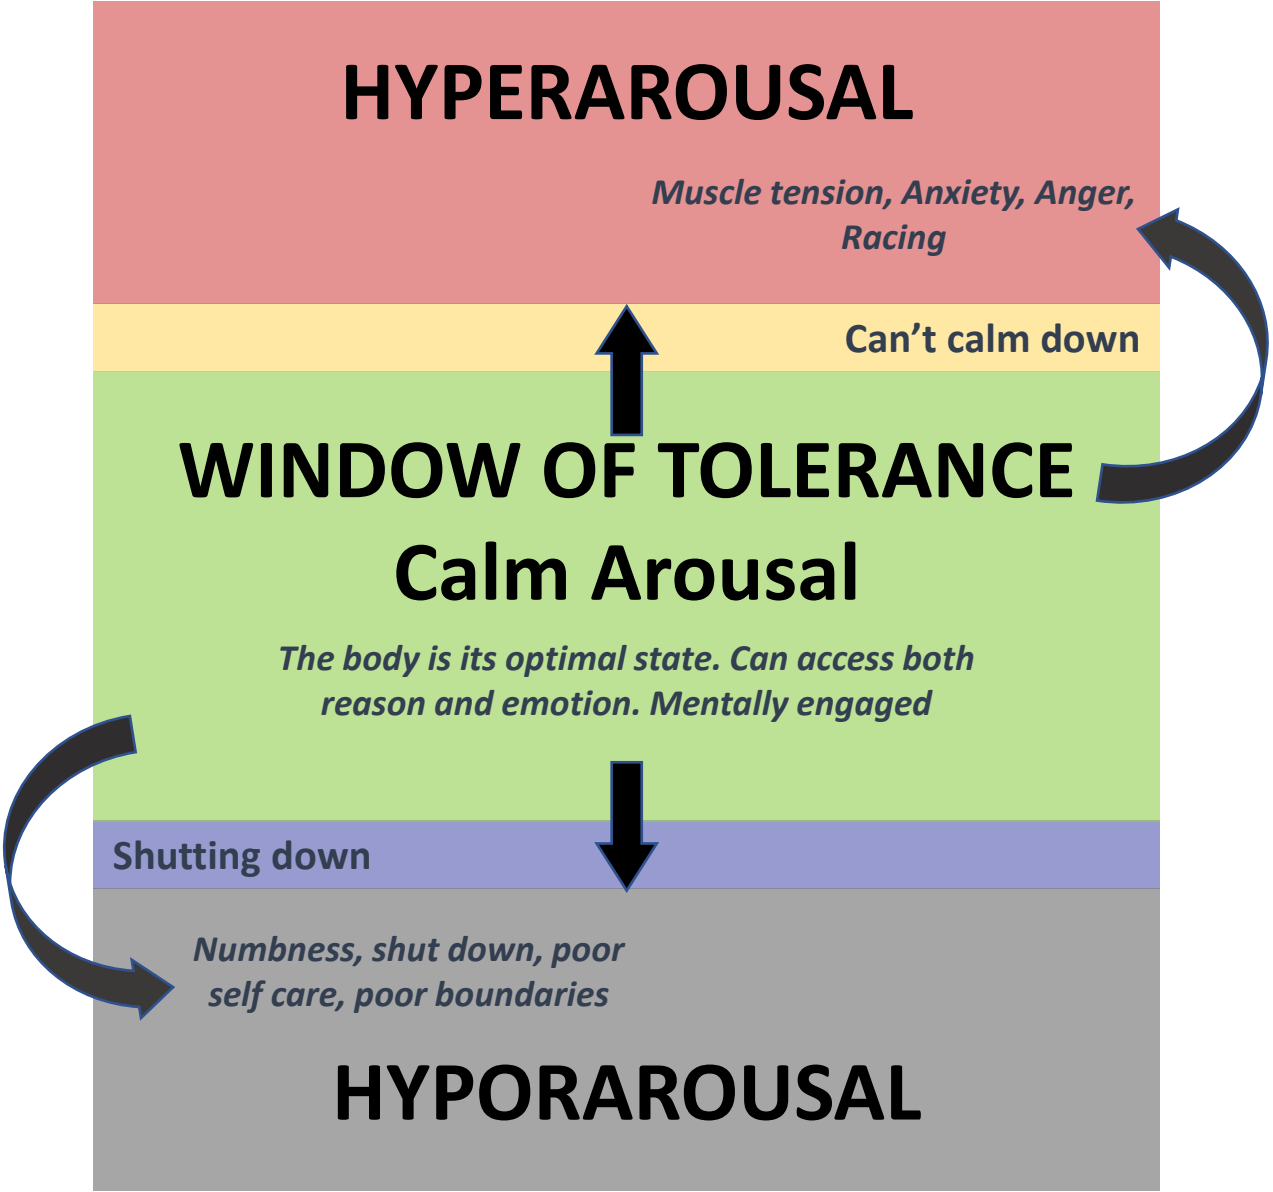 HYPERAROUSAL
Muscle tension, Anxiety, Anger,
Racing
Can’t calm down
WINDOW OF TOLERANCE
Calm Arousal
The body is its optimal state. Can access both
reason and emotion. Mentally engaged
Shutting down
Numbness, shut down, poor
self care, poor boundaries
HYPORAROUSAL